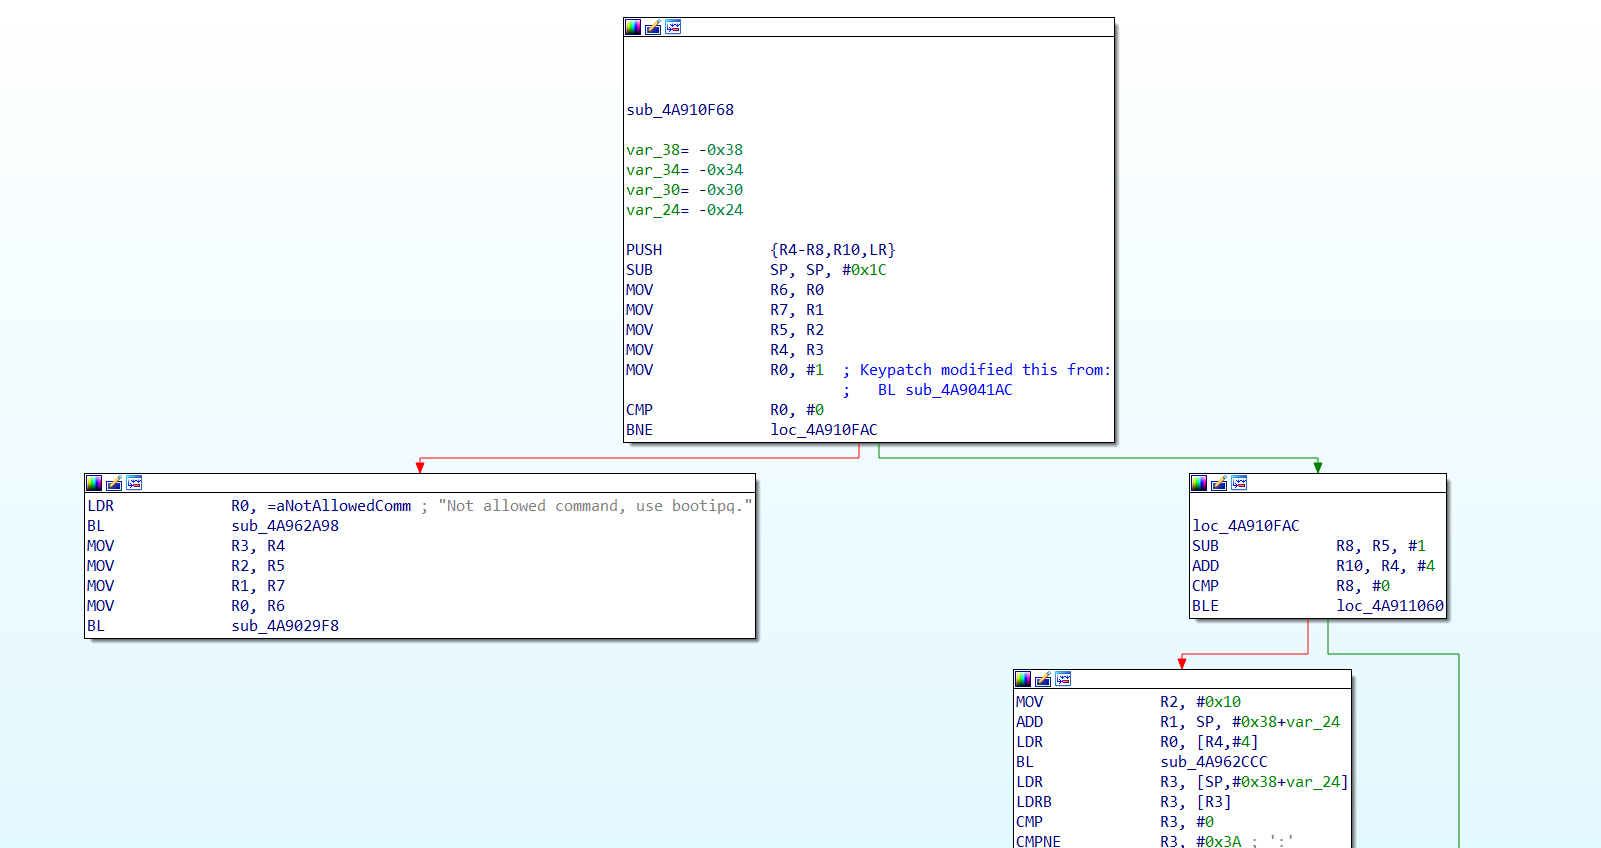 sub_4A910F68
var_38= -0x38
var_34= -0x34
var_30= -0x30
var_24= -0x24
PUSH {R4-R8,R10,LR}
SUB SP, SP, #0x1C
MOV R6, R0
MOV R7, R1
MOV R5, R2
MOV R4, R3
MOV R0, #1 ; Keypatch modified this from:
; BL sub_4A9041AC
CMP R0, #0
BNE loc_4A910FAC
LDR R0, =aNotAllowedComm ; "Not allowed command, use bootipq."
BL sub_4A962A98
MOV R3, R4
MOV R2, R5
MOV R1, R7
MOV R0, R6
BL sub_4A9029F8
loc_4A910FAC
SUB R8, R5, #1
ADD R10, R4, #4
CMP R8, #0
BLE loc_4A911060
MOV R2, #0x10
ADD R1, SP, #0x38+var_24
LDR R0, [R4,#4]
BL sub_4A962CCC
LDR R3, [SP,#0x38+var_24]
LDRB R3, [R3]
CMP R3, #0
CMPNE R3, #0x3A ; ':'